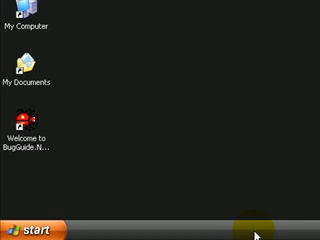 My Computer
My Documents
Welcome to
BugGuide.N...
start